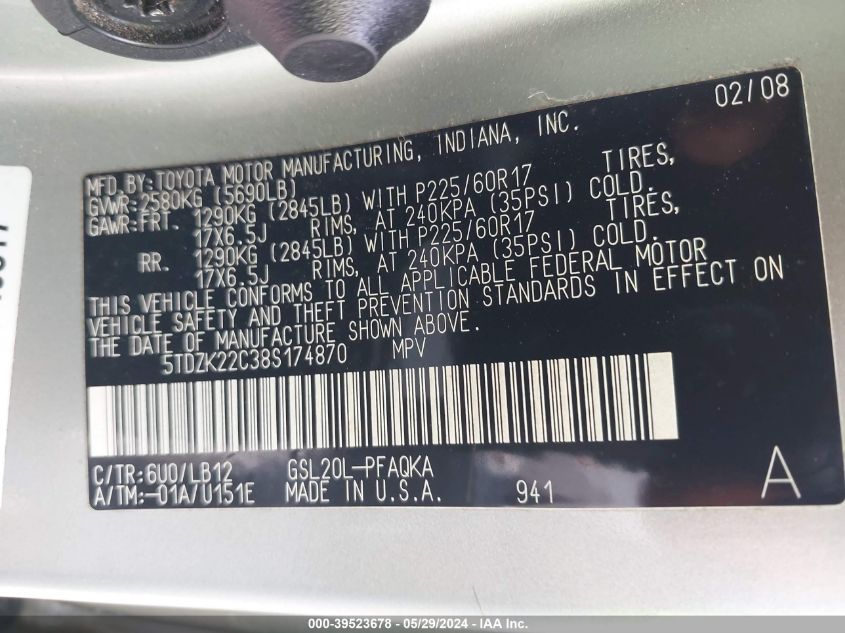 02/08
MFD.BY:TOYOTA MOTOR MANUFACTURING, INDIANA, INC.
GVWR:2580KG (5690LB)
GAWR:FRT. 1290KG (2845LB) WITH P225/60R17 TIRES,
17X6.5J RIMS, AT 240KPA (35PSI) COLD.
RR. 1290KG (2845LB) WITH P225/60R17 TIRES,
17X6.5J RIMS, AT 240KPA (35PSI) COLD.
THIS VEHICLE CONFORMS TO ALL APPLICABLE FEDERAL MOTOR
VEHICLE SAFETY AND THEFT PREVENTION STANDARDS IN EFFECT ON
THE DATE OF MANUFACTURE SHOWN ABOVE.
5TDZK22C38S174870 MPV
C/TR:6U0/LB12 GSL20L-PFAQKA
A/TM:-01A/U151E MADE IN U.S.A. 941 A
000-39523678 - 05/29/2024 - IAA Inc.